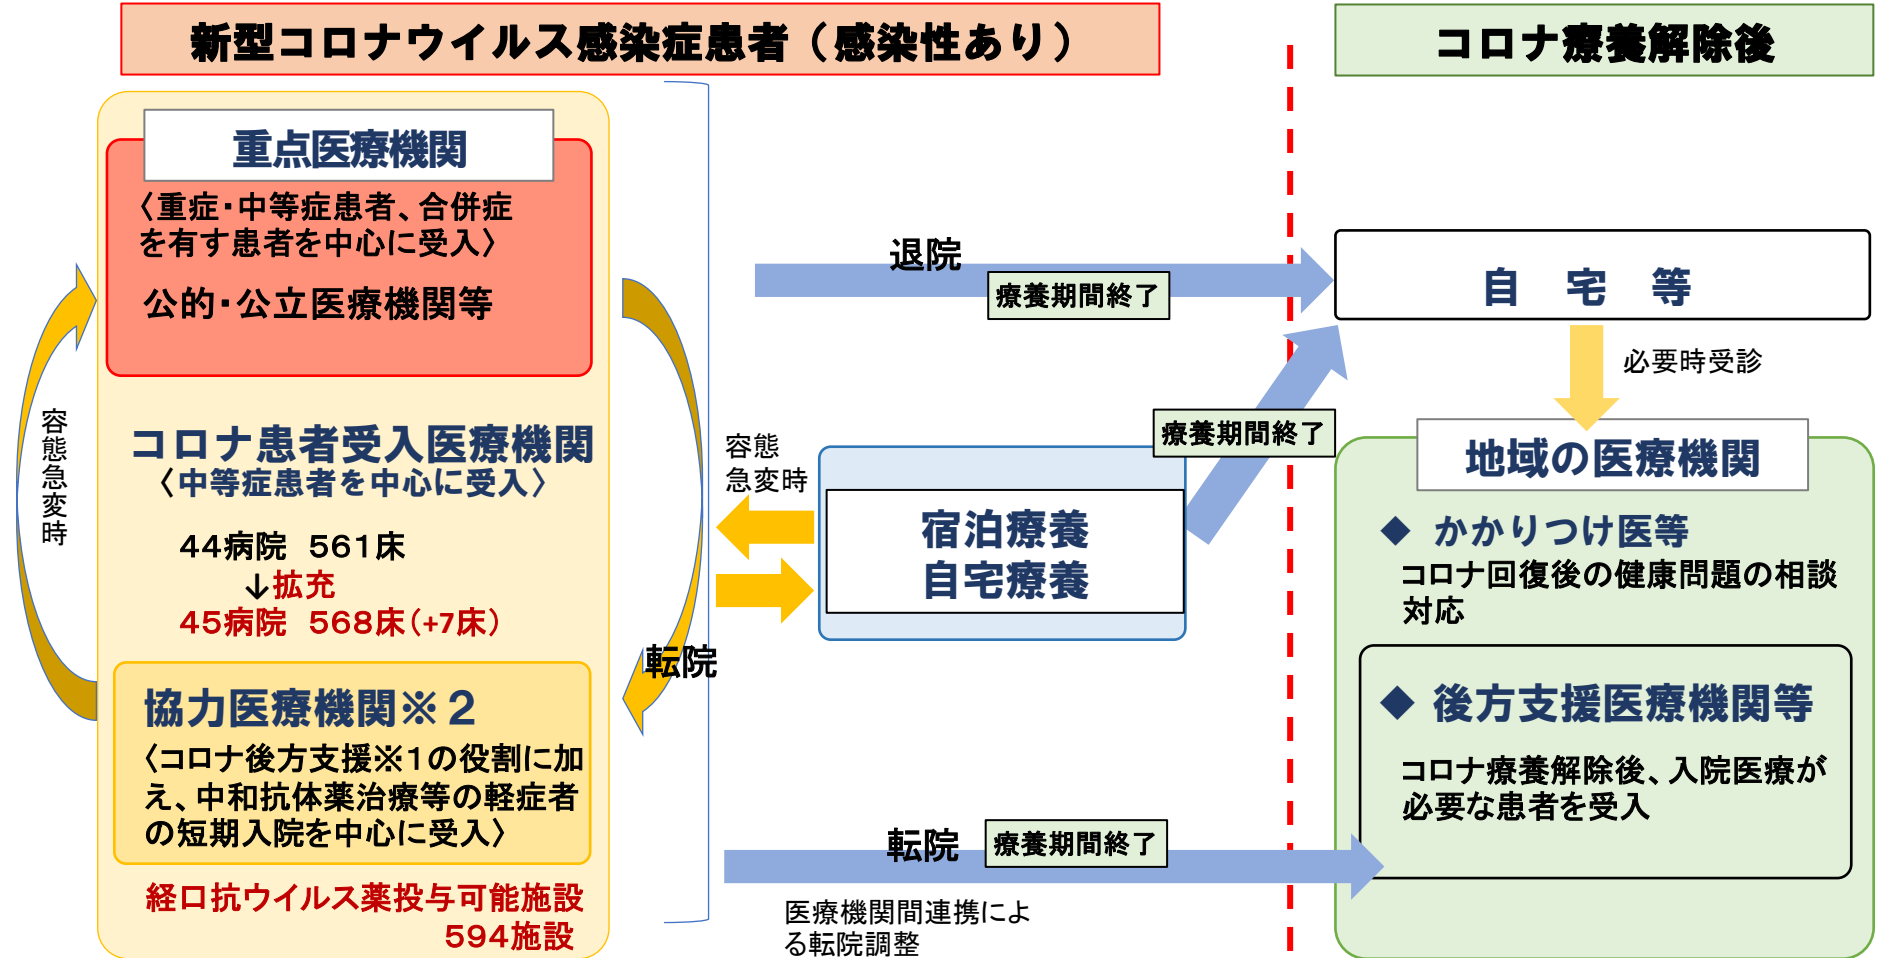 新型コロナウイルス感染症患者（感染性あり）
コロナ療養解除後
重点医療機関
〈重症・中等症患者、合併症
を有す患者を中心に受入〉
公的・公立医療機関等
容態急変時
コロナ患者受入医療機関
〈中等症患者を中心に受入〉
44病院　561床
↓拡充
45病院　568床（+7床）
協力医療機関※２
〈コロナ後方支援※1の役割に加
え、中和抗体薬治療等の軽症者
の短期入院を中心に受入〉
経口抗ウイルス薬投与可能施設
594施設
転院
退院
療養期間終了
容態
急変時
宿泊療養
自宅療養
療養期間終了
転院
療養期間終了
医療機関間連携によ
る転院調整
自　宅　等
必要時受診
地域の医療機関
◆ かかりつけ医等
コロナ回復後の健康問題の相談
対応
◆ 後方支援医療機関等
コロナ療養解除後、入院医療が
必要な患者を受入